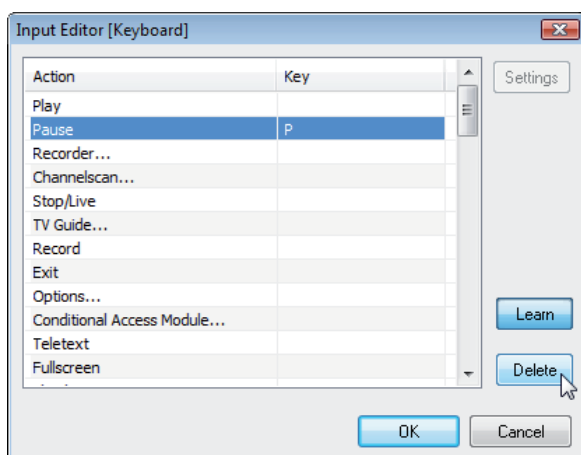 Input Editor [Keyboard]
Action Key
Play
Pause P
Recorder...
Channelscan...
Stop/Live
TV Guide...
Record
Exit
Options...
Conditional Access Module...
Teletext
Fullscreen
Settings
Learn
Delete
OK Cancel